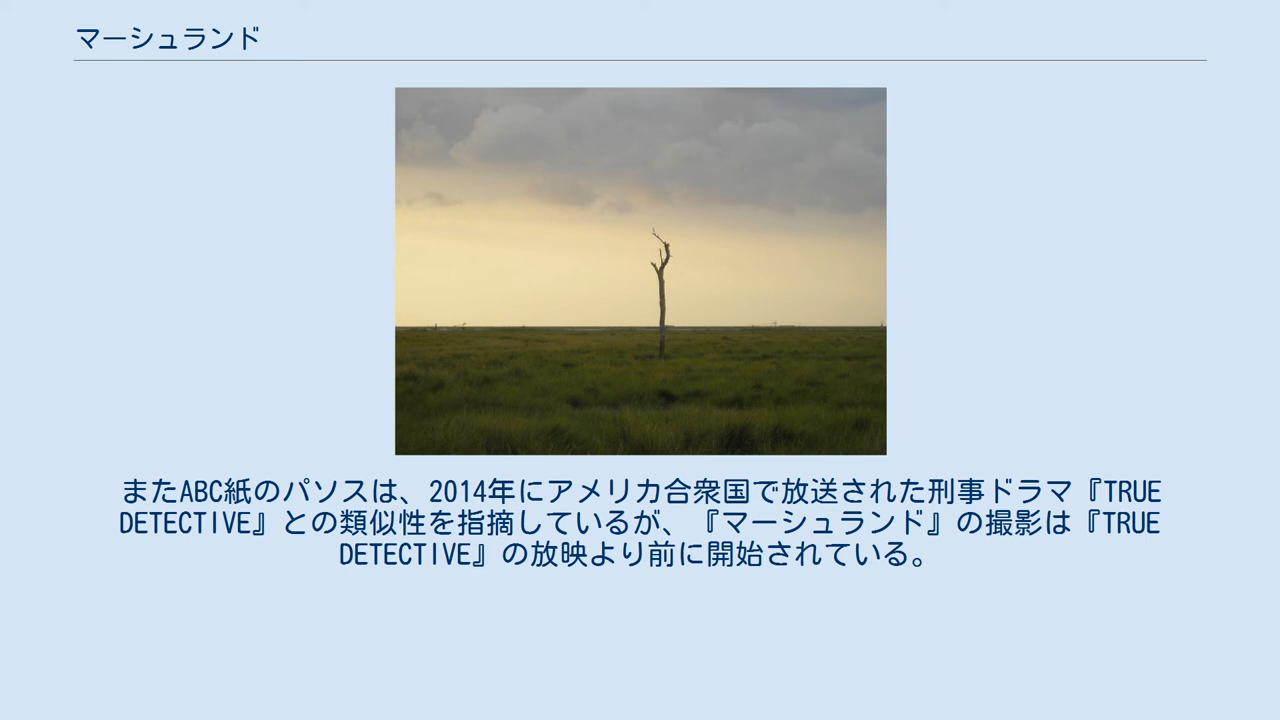 マーシュランド
またABC紙のパソスは、2014年にアメリカ合衆国で放送された刑事ドラマ『TRUE
DETECTIVE』との類似性を指摘しているが、『マーシュランド』の撮影は『TRUE
DETECTIVE』の放映より前に開始されている。